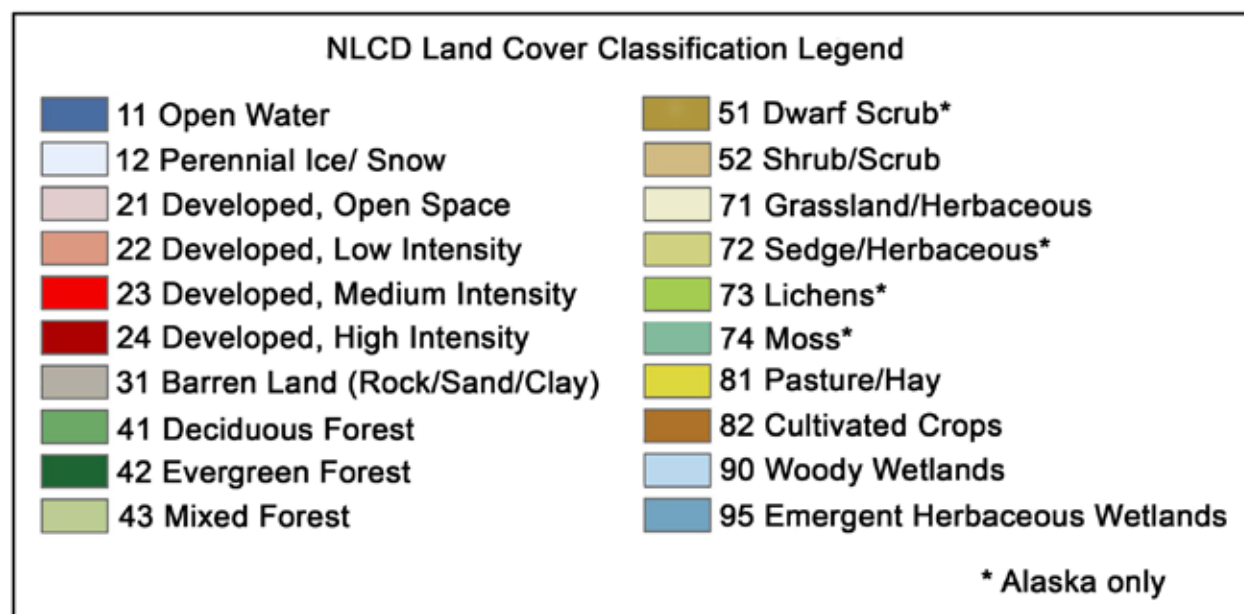 NLCD Land Cover Classification Legend
11 Open Water
12 Perennial Ice/ Snow
21 Developed, Open Space
22 Developed, Low Intensity
23 Developed, Medium Intensity
24 Developed, High Intensity
31 Barren Land (Rock/Sand/Clay)
41 Deciduous Forest
42 Evergreen Forest
43 Mixed Forest
51 Dwarf Scrub*
52 Shrub/Scrub
71 Grassland/Herbaceous
72 Sedge/Herbaceous*
73 Lichens*
74 Moss*
81 Pasture/Hay
82 Cultivated Crops
90 Woody Wetlands
95 Emergent Herbaceous Wetlands
* Alaska only